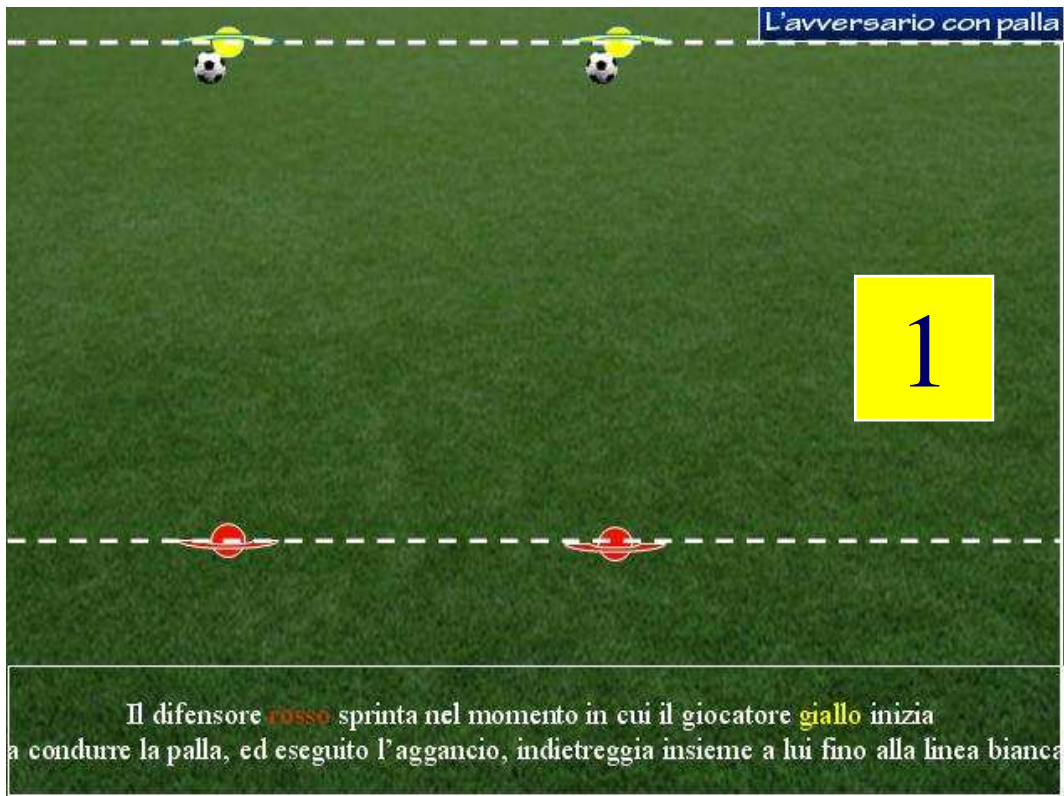 L'avversario con palla
1
Il difensore rosso sprinta nel momento in cui il giocatore giallo inizia
a condurre la palla, ed eseguito l'aggancio, indietreggia insieme a lui fino alla linea bianca